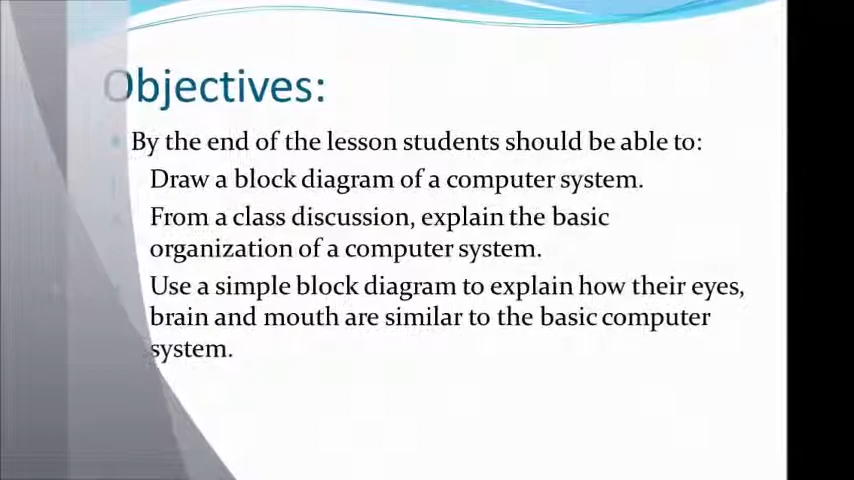 Objectives:
By the end of the lesson students should be able to:
Draw a block diagram of a computer system.
From a class discussion, explain the basic
organization of a computer system.
Use a simple block diagram to explain how their eyes,
brain and mouth are similar to the basic computer
system.